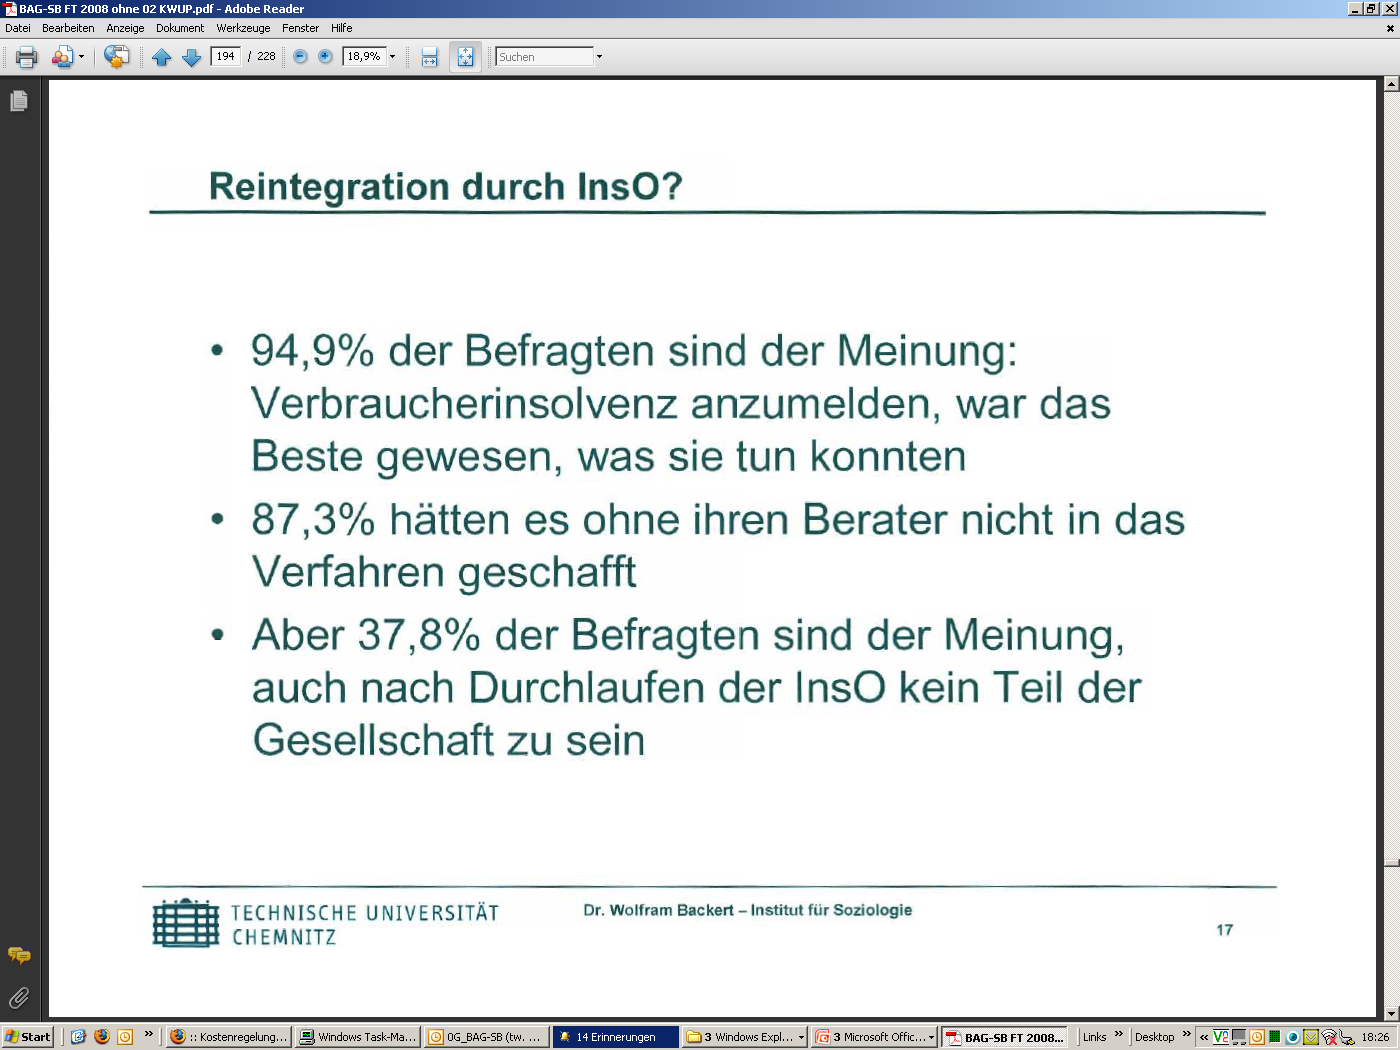 BAG-SB FT 2008 ohne 02 KWUP.pdf - Adobe Reader
Datei Bearbeiten Anzeige Dokument Werkzeuge Fenster Hilfe
194 / 228 18,9% Suchen
Reintegration durch InsO?
• 94,9% der Befragten sind der Meinung:
Verbraucherinsolvenz anzumelden, war das
Beste gewesen, was sie tun konnten
• 87,3% hätten es ohne ihren Berater nicht in das
Verfahren geschafft
• Aber 37,8% der Befragten sind der Meinung,
auch nach Durchlaufen der InsO kein Teil der
Gesellschaft zu sein
TECHNISCHE UNIVERSITÄT
CHEMNITZ
Dr. Wolfram Backert – Institut für Soziologie
17
Start » :: Kostenregelung... Windows Task-Ma... OG_BAG-SB (tw. ... 14 Erinnerungen 3 Windows Expl... 3 Microsoft Offic... BAG-SB FT 2008... Links » Desktop » « 18:26